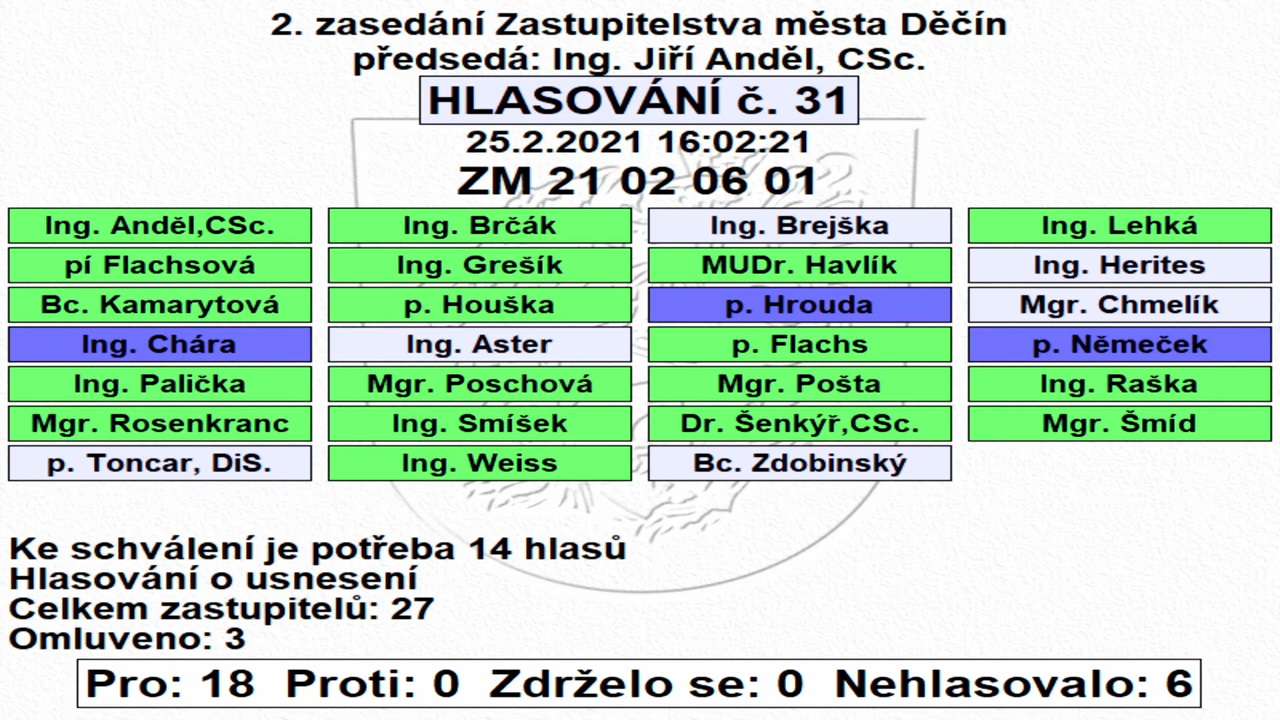 2. zasedání Zastupitelstva města Děčín
předsedá: Ing. Jiří Anděl, CSc.
HLASOVÁNÍ č. 31
25.2.2021 16:02:21
ZM 21 02 06 01
Ing. Anděl,CSc. Ing. Brčák Ing. Brejška Ing. Lehká
pí Flachsová Ing. Grešík MUDr. Havlík Ing. Herites
Bc. Kamarytová p. Houška p. Hrouda Mgr. Chmelík
Ing. Chára Ing. Aster p. Flachs p. Němeček
Ing. Palička Mgr. Poschová Mgr. Pošta Ing. Raška
Mgr. Rosenkranc Ing. Smíšek Dr. Šenkýř,CSc. Mgr. Šmíd
p. Toncar, DiS. Ing. Weiss Bc. Zdobinský
Ke schválení je potřeba 14 hlasů
Hlasování o usnesení
Celkem zastupitelů: 27
Omluveno: 3
Pro: 18 Proti: 0 Zdrželo se: 0 Nehlasovalo: 6